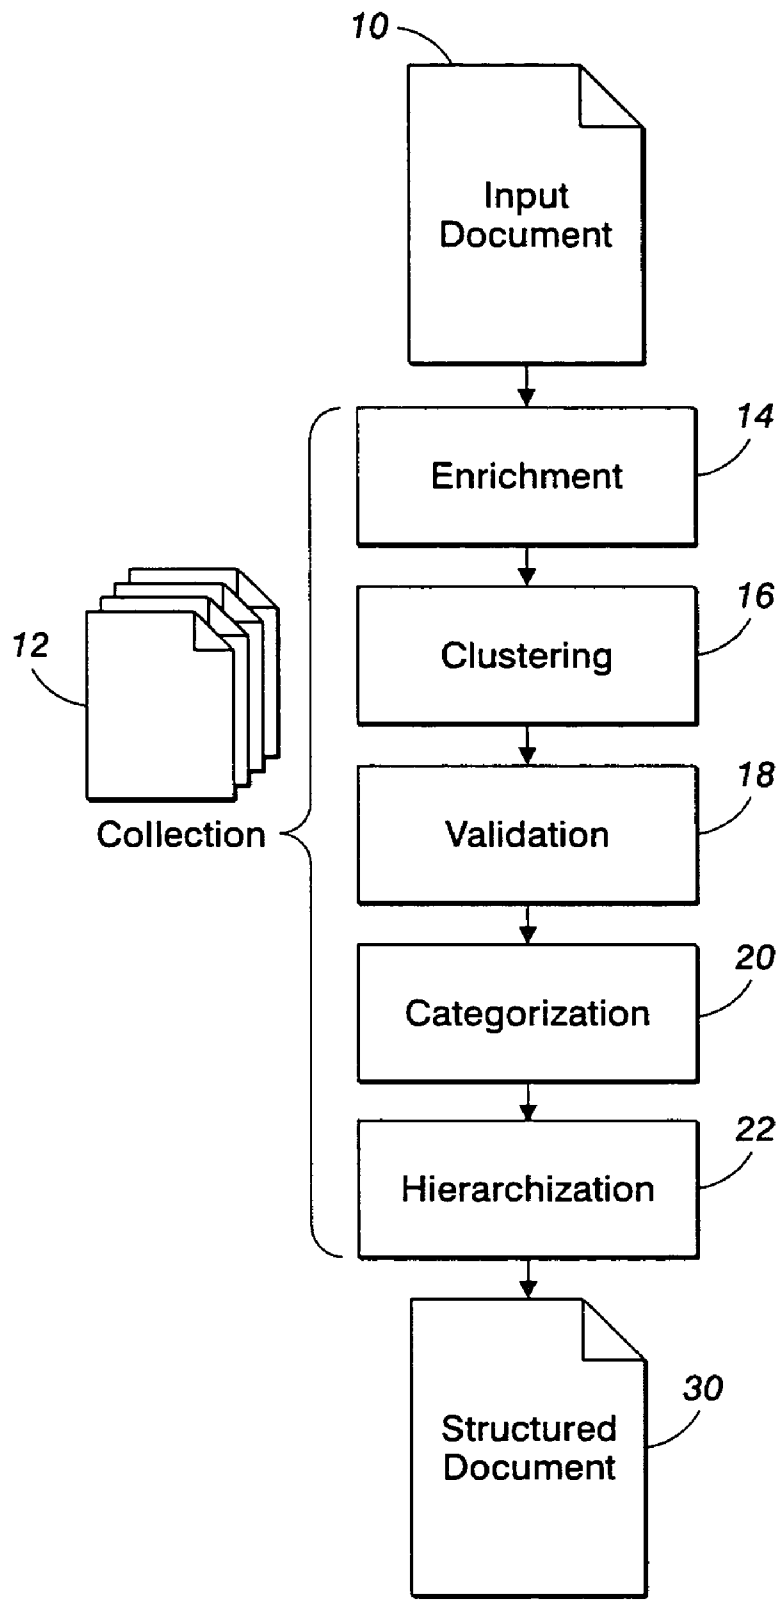 10
Input
Document
14
Enrichment
16
Clustering
12
18
Validation
Collection
20
Categorization
22
Hierarchization
30
Structured
Document